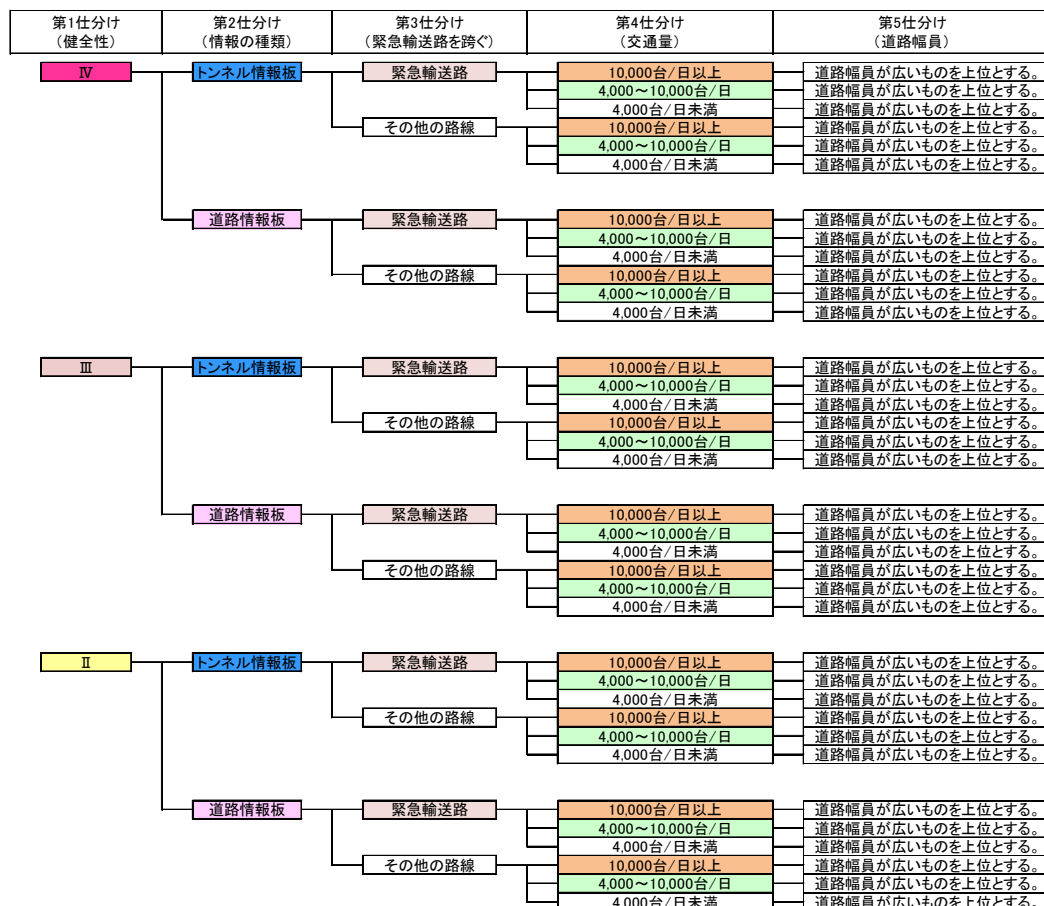 第1仕分け
(健全性)
第2仕分け
(情報の種類)
第3仕分け
(緊急輸送路を跨ぐ)
第4仕分け
(交通量)
第5仕分け
(道路幅員)
Ⅳ トンネル情報板 緊急輸送路 10,000台/日以上 道路幅員が広いものを上位とする。
4,000~10,000台/日 道路幅員が広いものを上位とする。
4,000台/日未満 道路幅員が広いものを上位とする。
その他の路線 10,000台/日以上 道路幅員が広いものを上位とする。
4,000~10,000台/日 道路幅員が広いものを上位とする。
4,000台/日未満 道路幅員が広いものを上位とする。
道路情報板 緊急輸送路 10,000台/日以上 道路幅員が広いものを上位とする。
4,000~10,000台/日 道路幅員が広いものを上位とする。
4,000台/日未満 道路幅員が広いものを上位とする。
その他の路線 10,000台/日以上 道路幅員が広いものを上位とする。
4,000~10,000台/日 道路幅員が広いものを上位とする。
4,000台/日未満 道路幅員が広いものを上位とする。
Ⅲ トンネル情報板 緊急輸送路 10,000台/日以上 道路幅員が広いものを上位とする。
4,000~10,000台/日 道路幅員が広いものを上位とする。
4,000台/日未満 道路幅員が広いものを上位とする。
その他の路線 10,000台/日以上 道路幅員が広いものを上位とする。
4,000~10,000台/日 道路幅員が広いものを上位とする。
4,000台/日未満 道路幅員が広いものを上位とする。
道路情報板 緊急輸送路 10,000台/日以上 道路幅員が広いものを上位とする。
4,000~10,000台/日 道路幅員が広いものを上位とする。
4,000台/日未満 道路幅員が広いものを上位とする。
その他の路線 10,000台/日以上 道路幅員が広いものを上位とする。
4,000~10,000台/日 道路幅員が広いものを上位とする。
4,000台/日未満 道路幅員が広いものを上位とする。
Ⅱ トンネル情報板 緊急輸送路 10,000台/日以上 道路幅員が広いものを上位とする。
4,000~10,000台/日 道路幅員が広いものを上位とする。
4,000台/日未満 道路幅員が広いものを上位とする。
その他の路線 10,000台/日以上 道路幅員が広いものを上位とする。
4,000~10,000台/日 道路幅員が広いものを上位とする。
4,000台/日未満 道路幅員が広いものを上位とする。
道路情報板 緊急輸送路 10,000台/日以上 道路幅員が広いものを上位とする。
4,000~10,000台/日 道路幅員が広いものを上位とする。
4,000台/日未満 道路幅員が広いものを上位とする。
その他の路線 10,000台/日以上 道路幅員が広いものを上位とする。
4,000~10,000台/日 道路幅員が広いものを上位とする。
4,000台/日未満 道路幅員が広いものを上位とする。